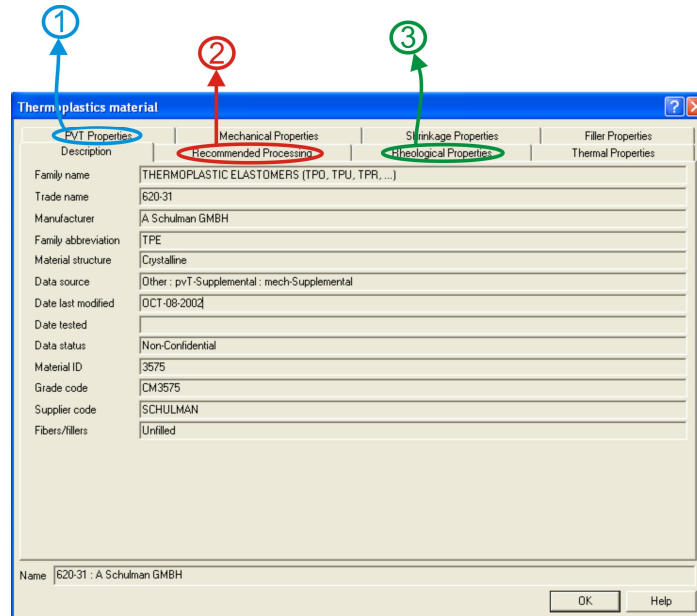 1
2
3
Thermoplastics material
PVT Properties Mechanical Properties Shrinkage Properties Filler Properties
Description Recommended Processing Rheological Properties Thermal Properties
Family name THERMOPLASTIC ELASTOMERS (TPO, TPU, TPR, ...)
Trade name 620-31
Manufacturer A Schulman GMBH
Family abbreviation TPE
Material structure Crystalline
Data source Other : pvT-Supplemental : mech-Supplemental
Date last modified OCT-08-2002
Date tested
Data status Non-Confidential
Material ID 3575
Grade code CM3575
Supplier code SCHULMAN
Fibers/fillers Unfilled
Name 620-31 : A Schulman GMBH
OK Help